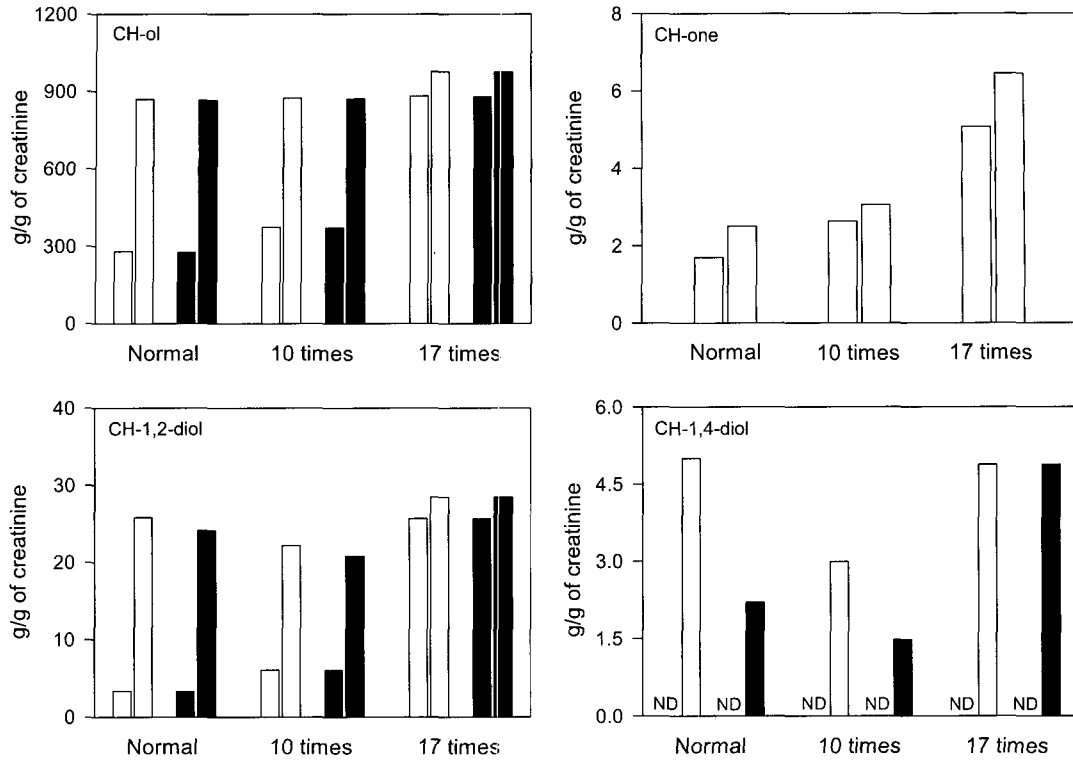 CH-ol
g/g of creatinine
1200
900
600
300
0
Normal 10 times 17 times
CH-one
g/g of creatinine
8
6
4
2
0
Normal 10 times 17 times
CH-1,2-diol
g/g of creatinine
40
30
20
10
0
Normal 10 times 17 times
CH-1,4-diol
g/g of creatinine
6.0
4.5
3.0
1.5
0.0
ND ND ND ND ND ND
Normal 10 times 17 times